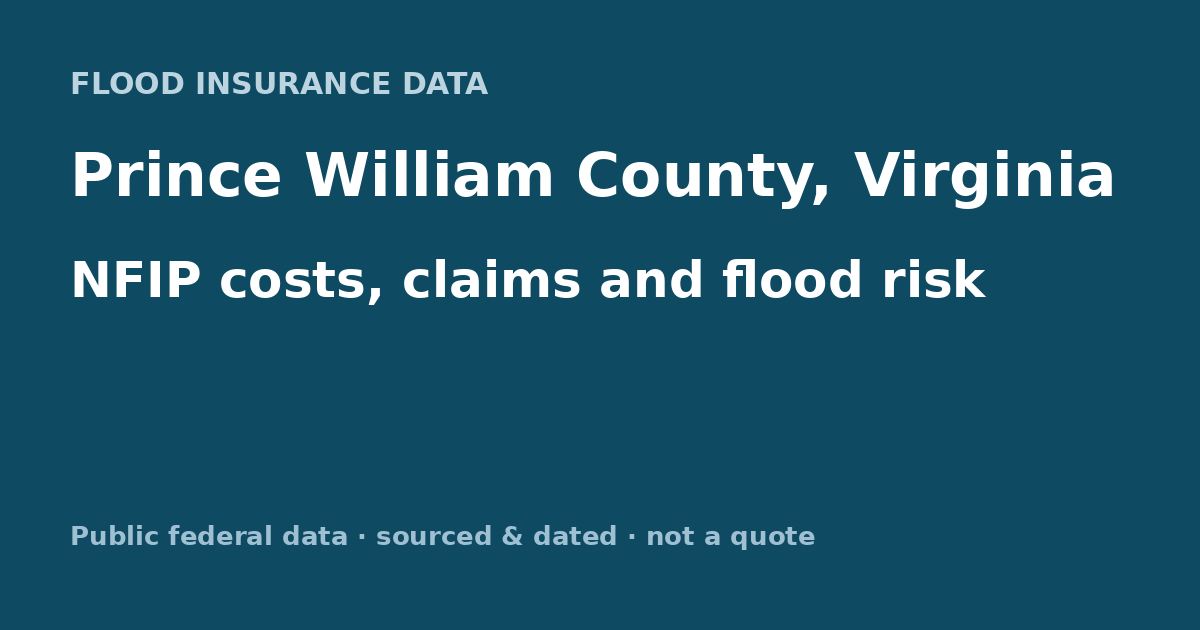 FLOOD INSURANCE DATA
Prince William County, Virginia
NFIP costs, claims and flood risk
Public federal data · sourced & dated · not a quote